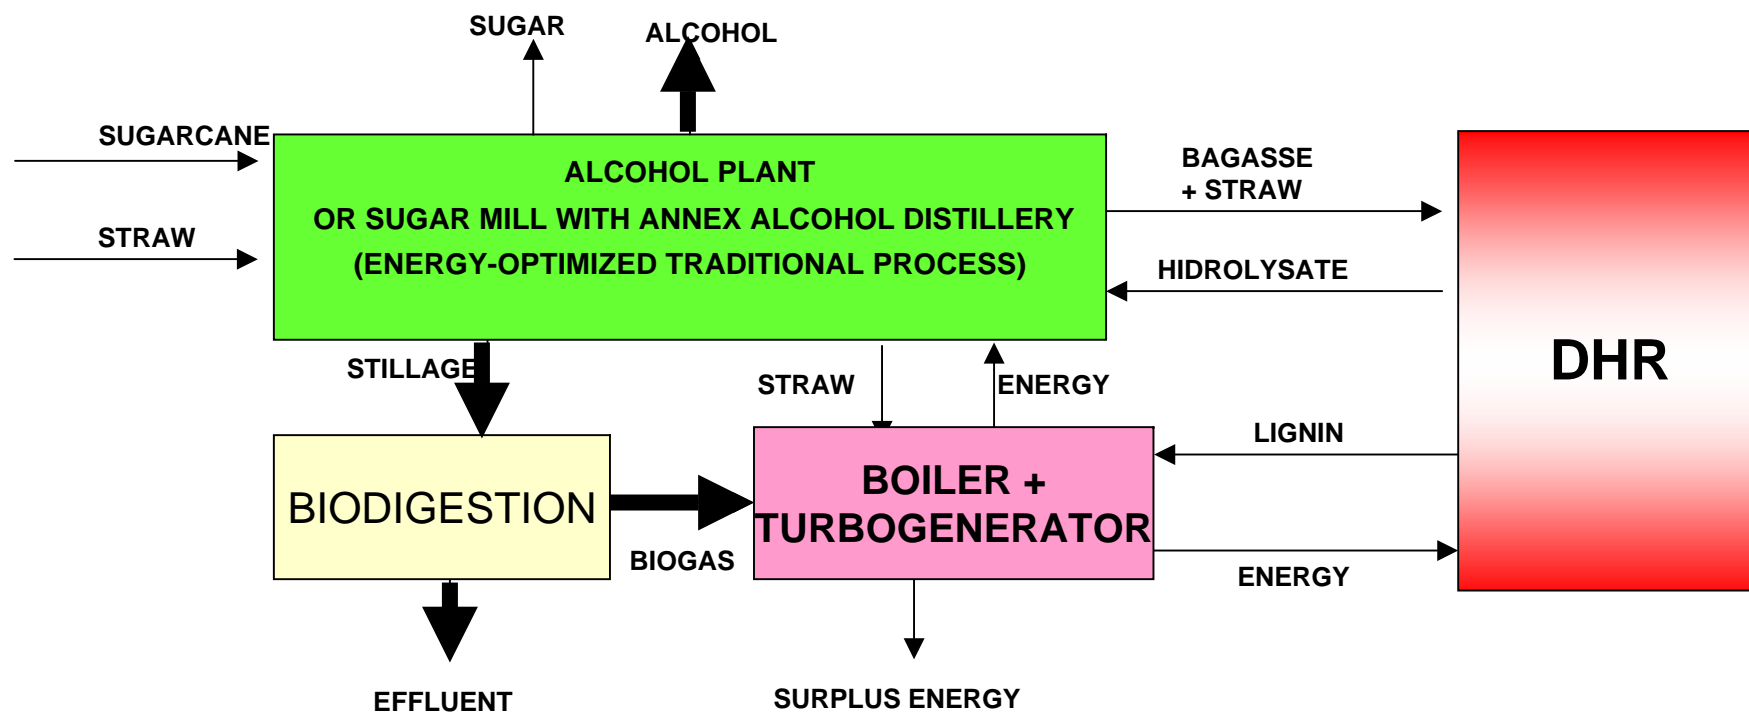 SUGAR
ALCOHOL
SUGARCANE
STRAW
ALCOHOL PLANT
OR SUGAR MILL WITH ANNEX ALCOHOL DISTILLERY
(ENERGY-OPTIMIZED TRADITIONAL PROCESS)
BAGASSE
+ STRAW
HIDROLYSATE
DHR
STILLAGE
STRAW
ENERGY
LIGNIN
BIODIGESTION
BOILER +
TURBOGENERATOR
BIOGAS
ENERGY
EFFLUENT
SURPLUS ENERGY